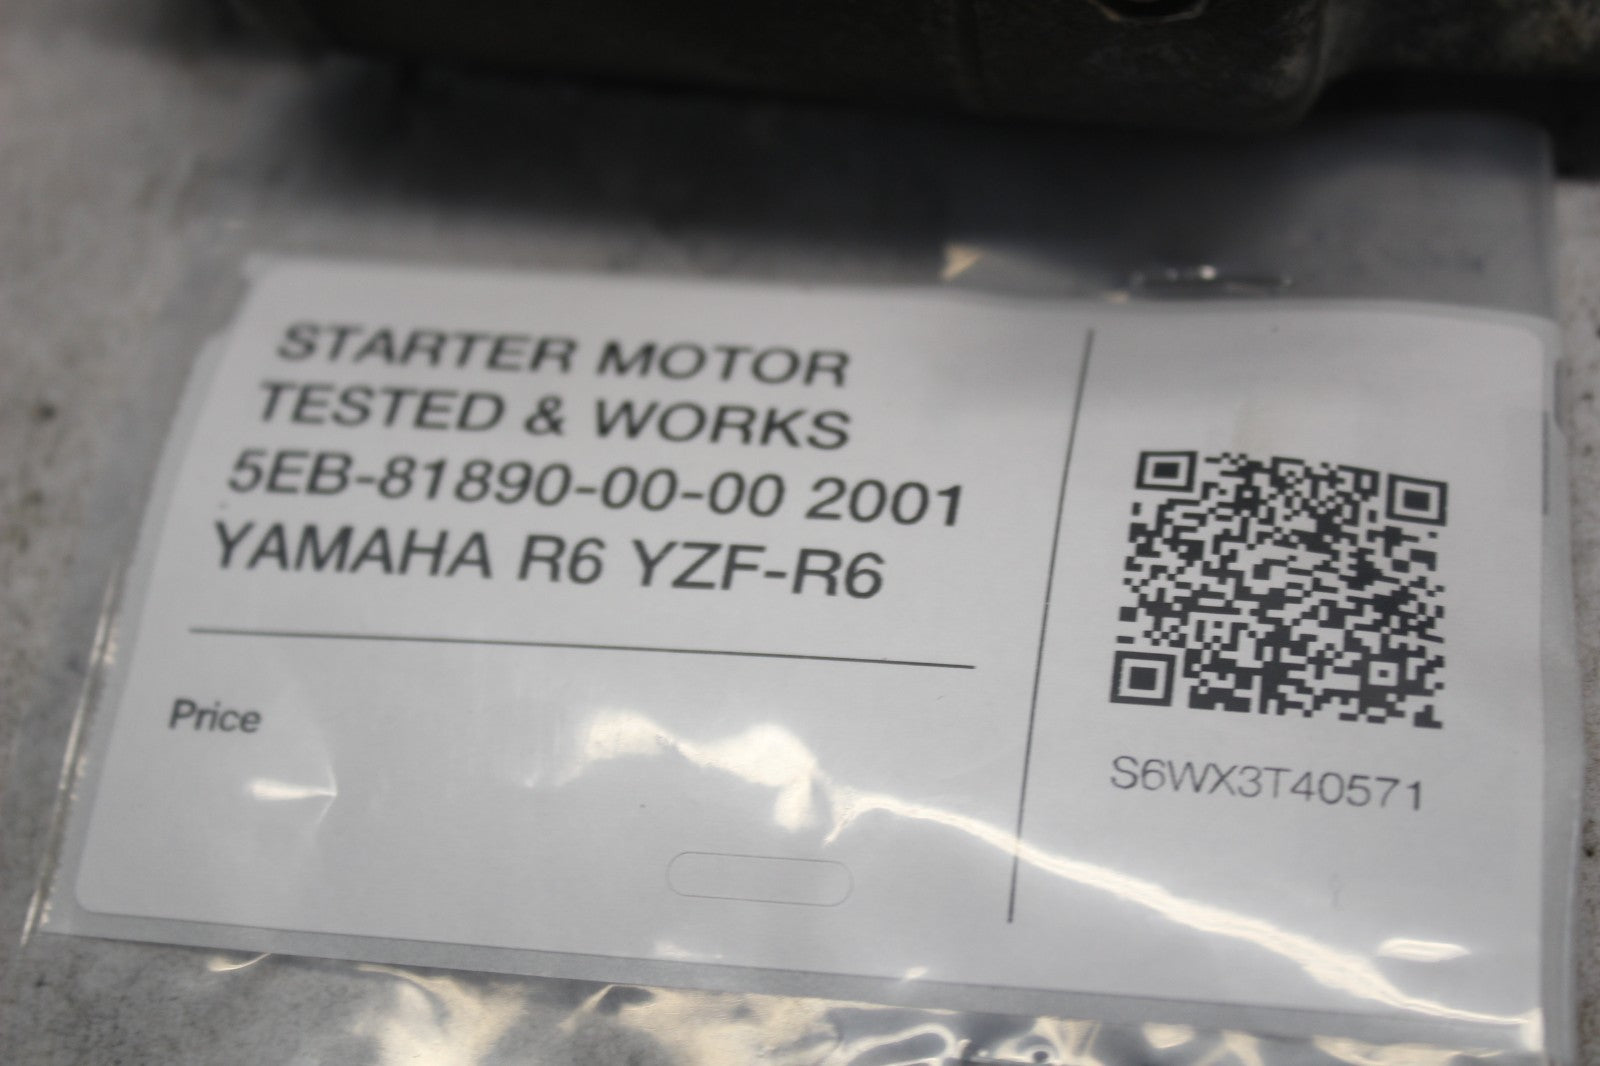 STARTER MOTOR
TESTED & WORKS
5EB-81890-00-00 2001
YAMAHA R6 YZF-R6
Price
S6WX3T40571